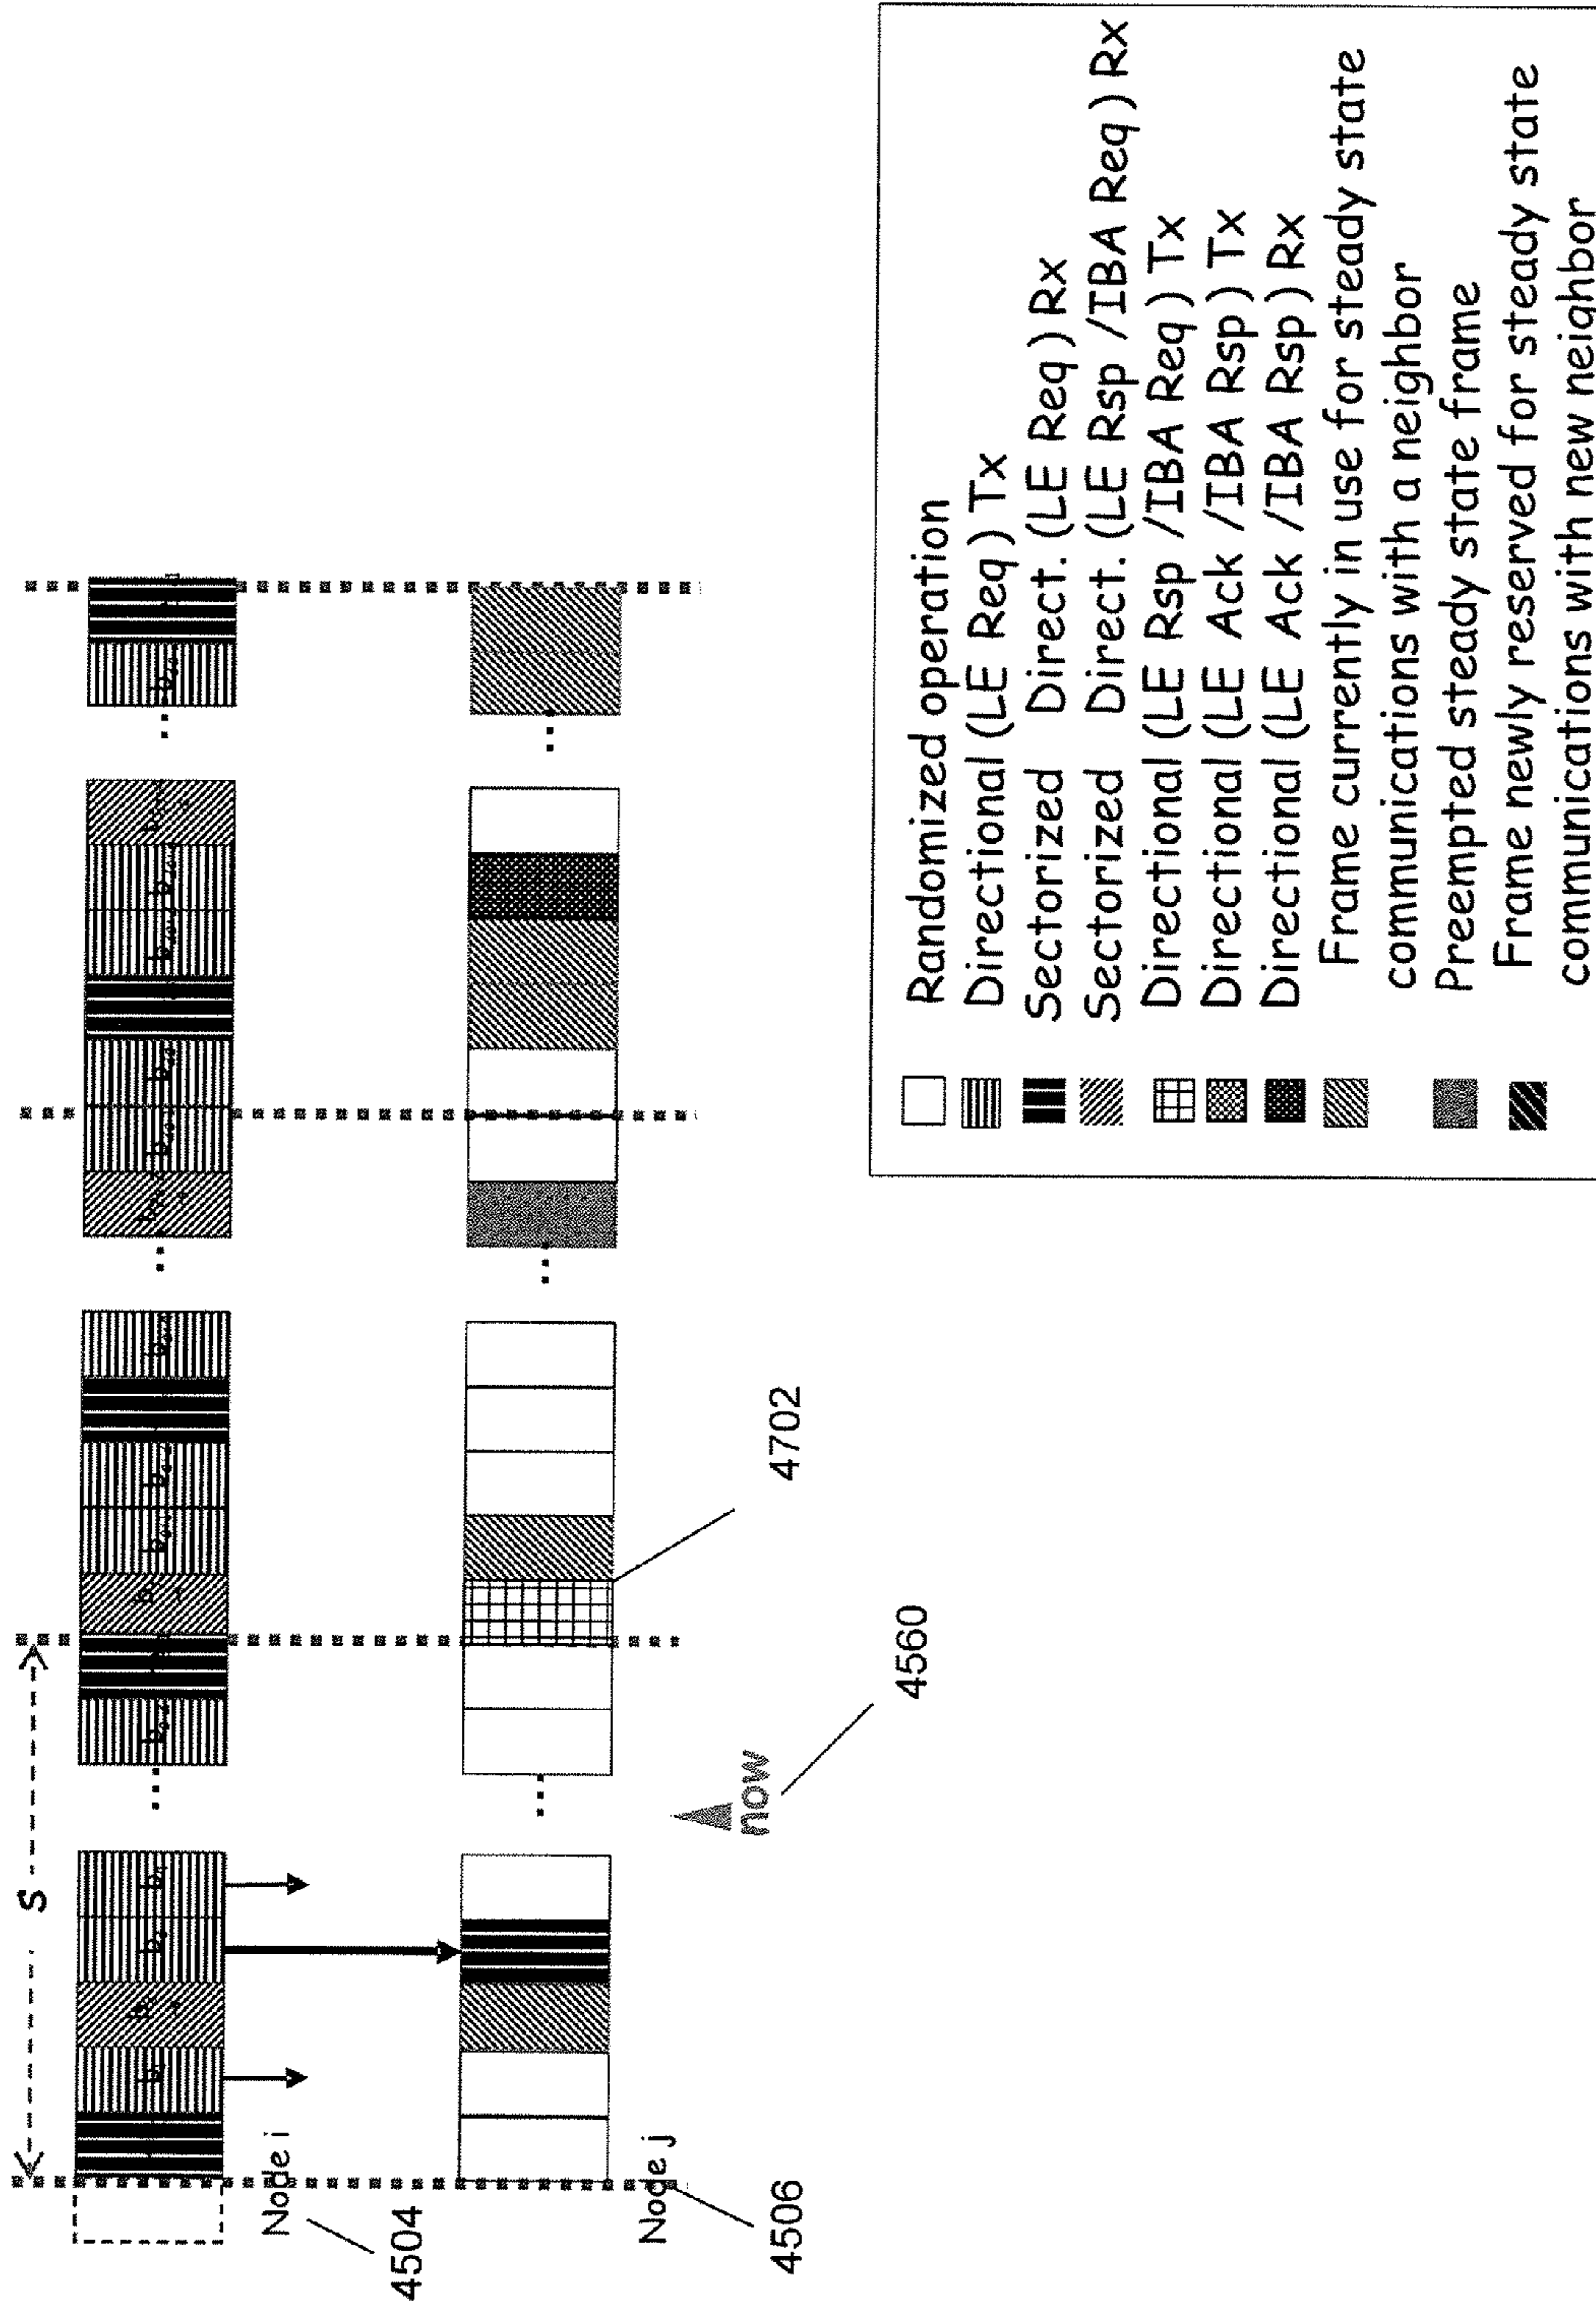 S
Node i
4504
Node j
4506
now
4560
4702
Randomized operation
Directional (LE Req) Tx
Sectorized Direct. (LE Req) Rx
Sectorized Direct. (LE Rsp /IBA Req) Rx
Directional (LE Rsp /IBA Req) Tx
Directional (LE Ack /IBA Rsp) Tx
Directional (LE Ack /IBA Rsp) Rx
Frame currently in use for steady state
communications with a neighbor
Preempted steady state frame
Frame newly reserved for steady state
communications with new neighbor